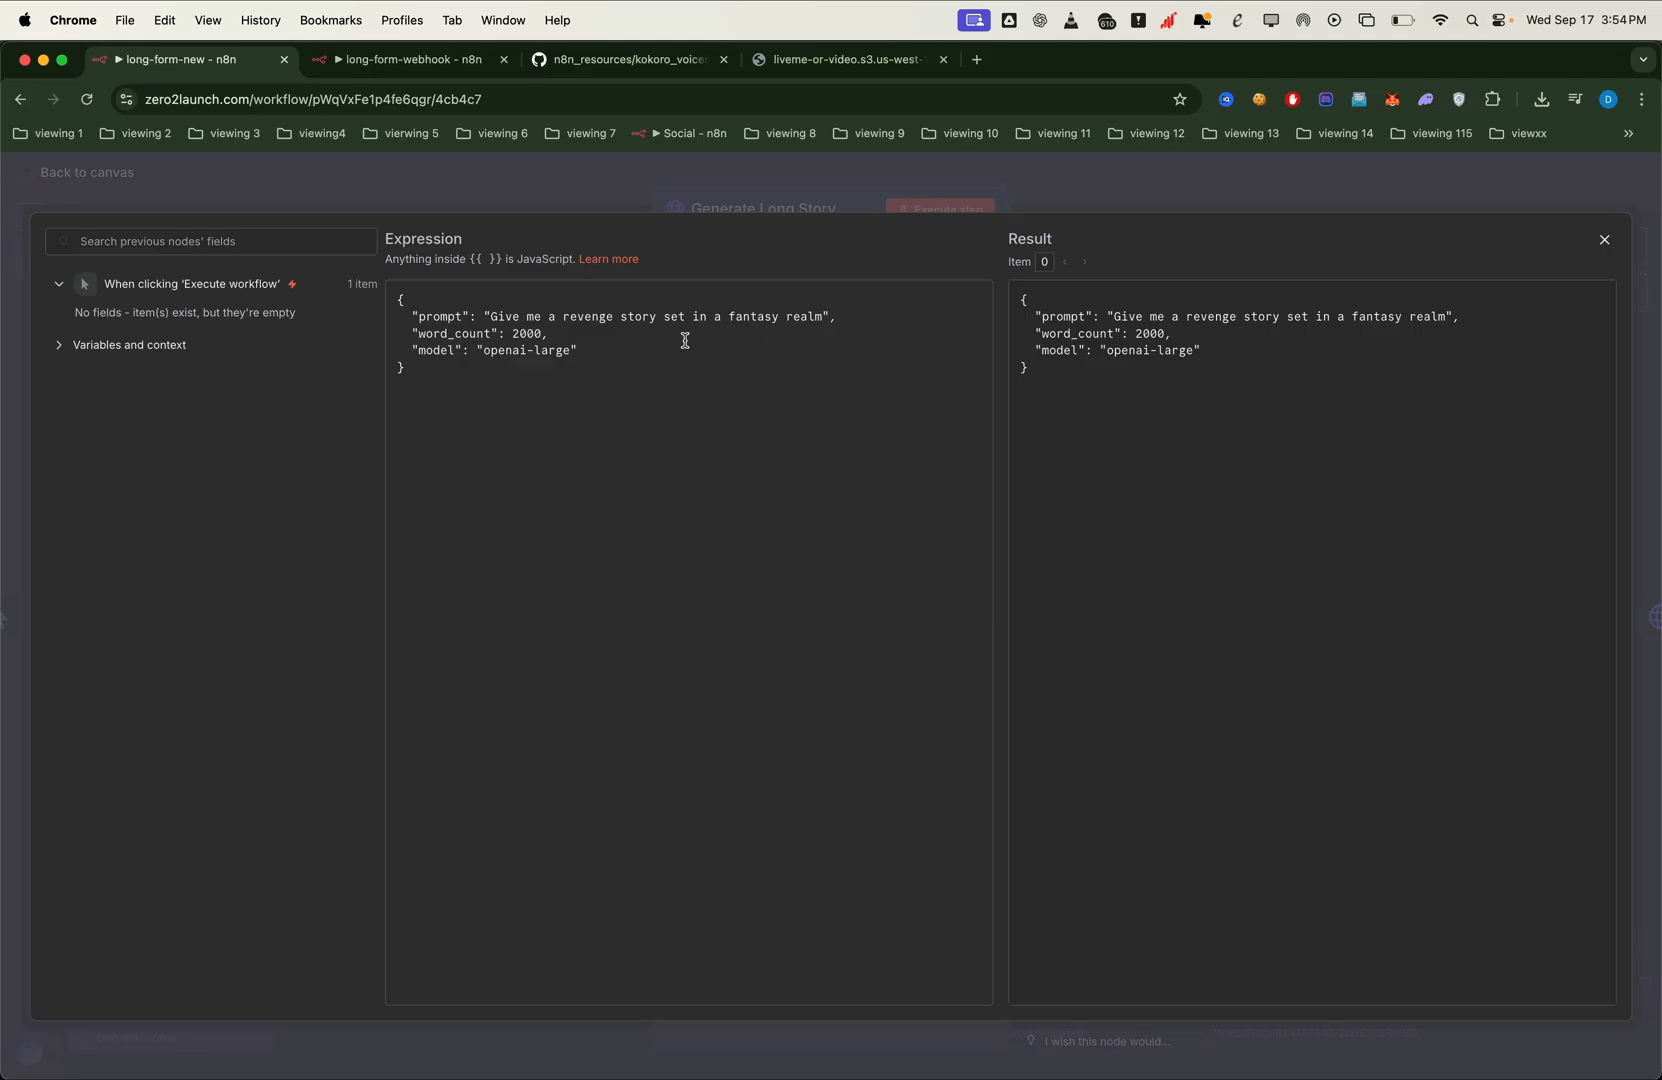 Chrome File Edit View History Bookmarks Profiles Tab Window Help 610 Wed Sep 17 3:54 PM
long-form-new - n8n long-form-webhook - n8n n8n_resources/kokoro_voices liveme-or-video.s3.us-west-
zero2launch.com/workflow/pWqVxFe1p4fe6qgr/4cb4c7 D
viewing 1 viewing 2 viewing 3 viewing4 vierwing 5 viewing 6 viewing 7 Social - n8n viewing 8 viewing 9 viewing 10 viewing 11 viewing 12 viewing 13 viewing 14 viewing 115 viewxx »
Back to canvas
Generate Long Story Execute step
Search previous nodes' fields
When clicking ‘Execute workflow’ 1 item
No fields - item(s) exist, but they're empty
Variables and context
Expression
Anything inside {{ }} is JavaScript. Learn more
{
"prompt": "Give me a revenge story set in a fantasy realm",
"word_count": 2000,
"model": "openai-large"
}
Result
Item 0
{
"prompt": "Give me a revenge story set in a fantasy realm",
"word_count": 2000,
"model": "openai-large"
}
I wish this node would...